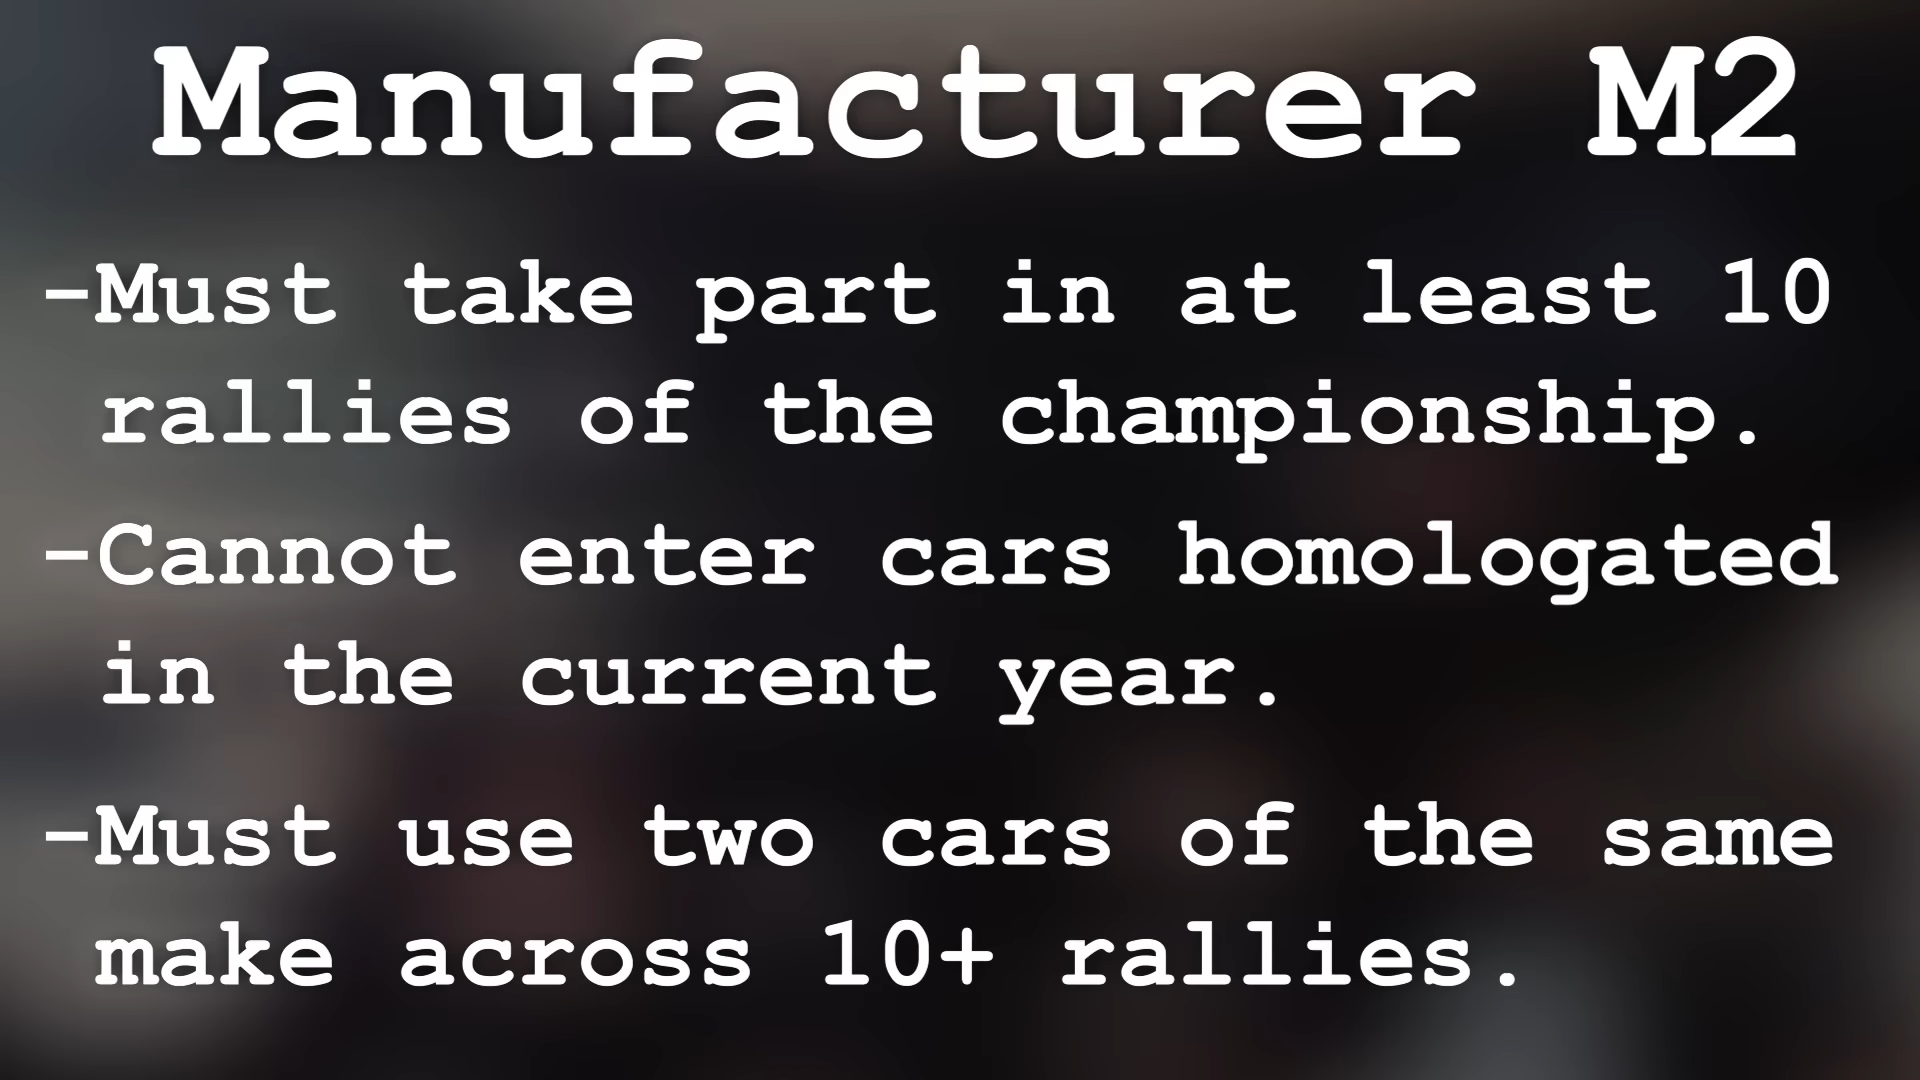 Manufacturer M2
-Must take part in at least 10
rallies of the championship.
-Cannot enter cars homologated
in the current year.
-Must use two cars of the same
make across 10+ rallies.